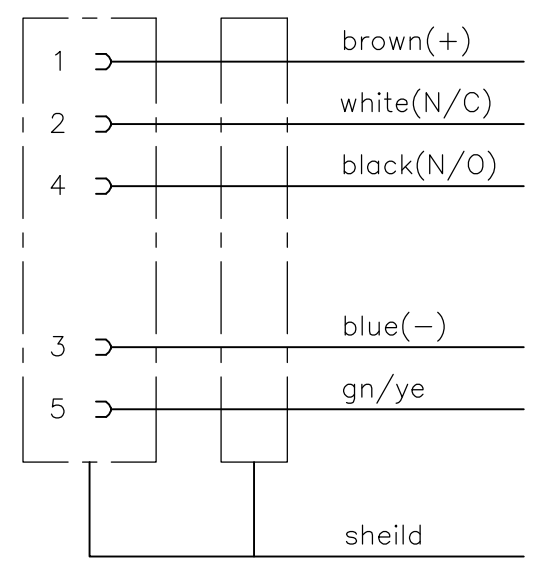 1 brown(+)
2 white(N/C)
4 black(N/O)
3 blue(−)
5 gn/ye
sheild